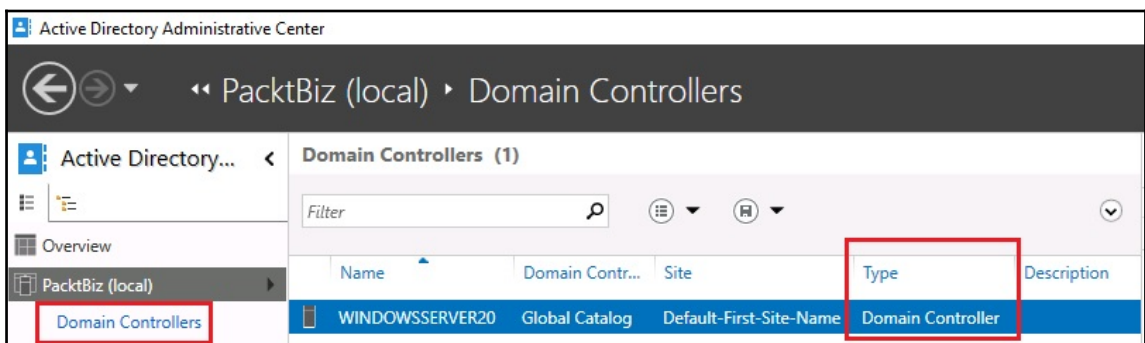 Active Directory Administrative Center
PacktBiz (local) Domain Controllers
Active Directory...
Domain Controllers (1)
Filter
Overview
PacktBiz (local)
Domain Controllers
Name Domain Contr... Site Type Description
WINDOWSSERVER20 Global Catalog Default-First-Site-Name Domain Controller